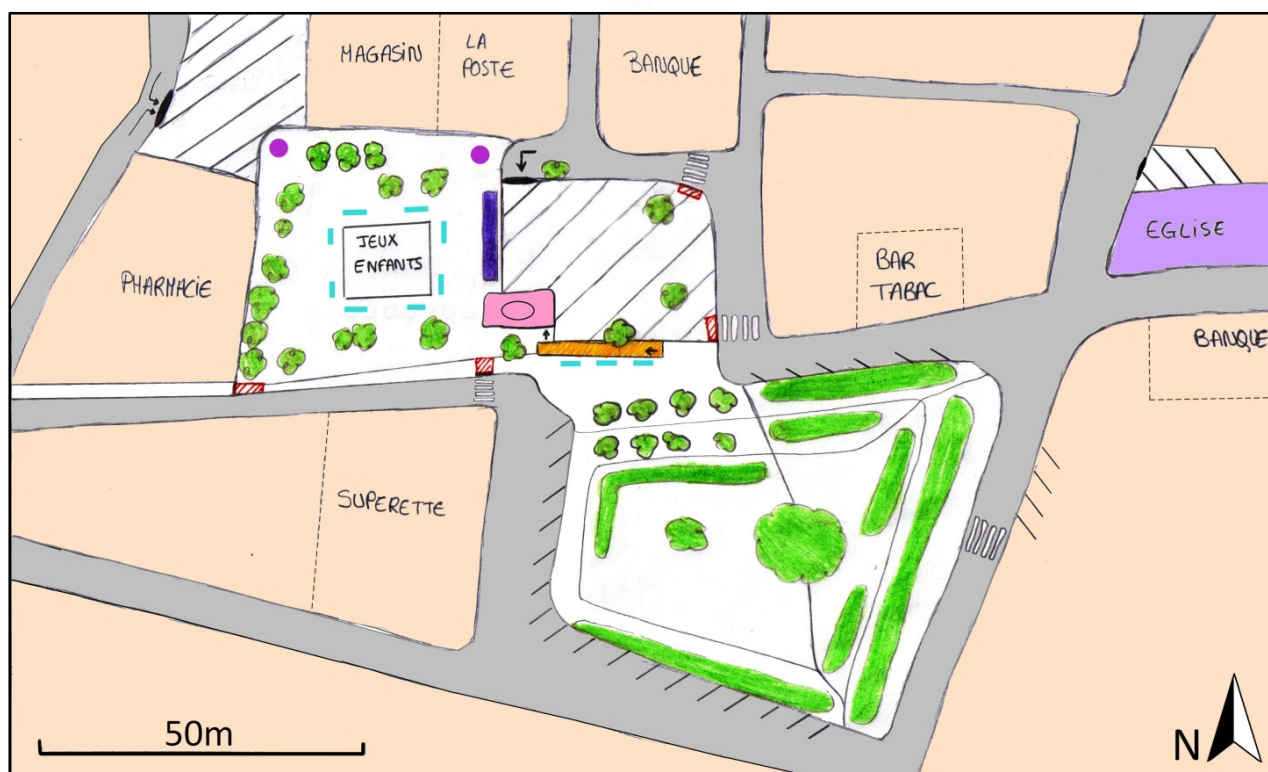 MAGASIN
LA
POSTE
BANQUE
JEUX
ENFANTS
PHARMACIE
BAR
TABAC
EGLISE
BANQUE
SUPERETTE
50m
N